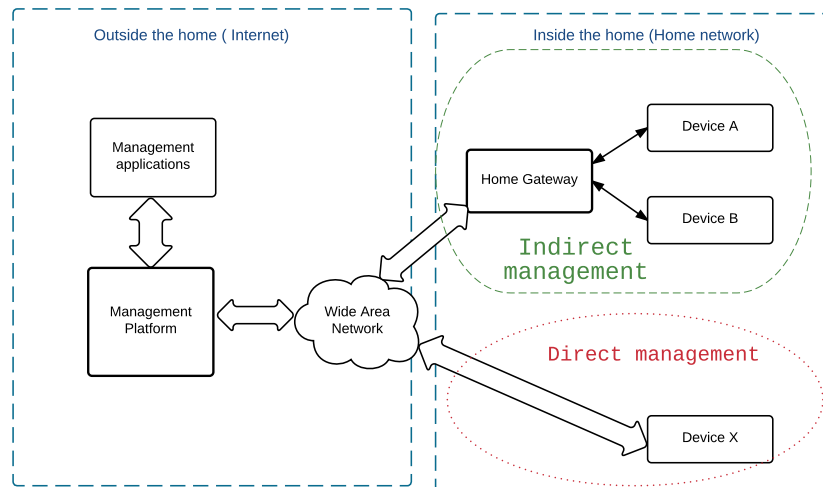 Outside the home ( Internet)
Inside the home (Home network)
Management
applications
Device A
Home Gateway
Device B
Indirect
management
Management
Platform
Wide Area
Network
Direct management
Device X